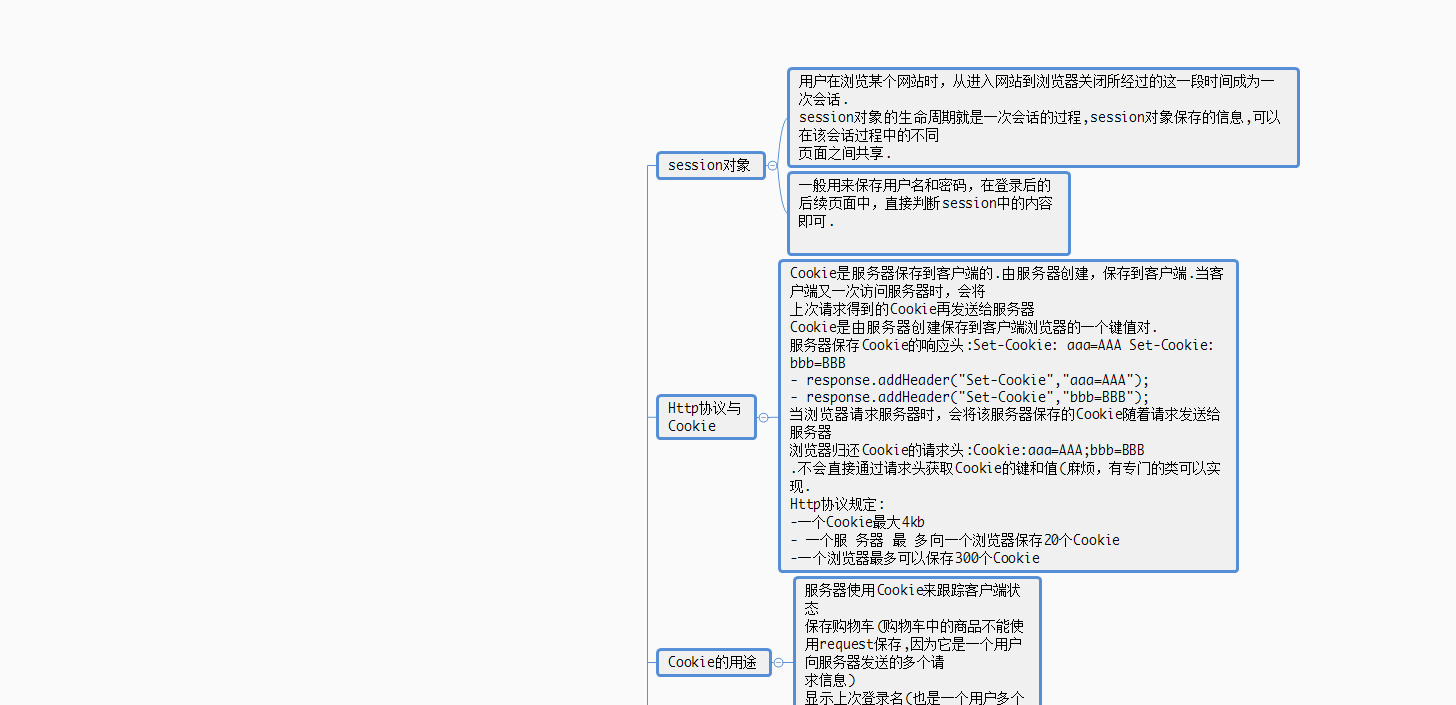 session对象
用户在浏览某个网站时，从进入网站到浏览器关闭所经过的这一段时间成为一
次会话.
session对象的生命周期就是一次会话的过程,session对象保存的信息,可以
在该会话过程中的不同
页面之间共享.
一般用来保存用户名和密码，在登录后的
后续页面中，直接判断session中的内容
即可.
Http协议与
Cookie
Cookie是服务器保存到客户端的.由服务器创建，保存到客户端.当客
户端又一次访问服务器时，会将
上次请求得到的Cookie再发送给服务器
Cookie是由服务器创建保存到客户端浏览器的一个键值对.
服务器保存Cookie的响应头:Set-Cookie: aaa=AAA Set-Cookie:
bbb=BBB
- response.addHeader("Set-Cookie","aaa=AAA");
- response.addHeader("Set-Cookie","bbb=BBB");
当浏览器请求服务器时，会将该服务器保存的Cookie随着请求发送给
服务器
浏览器归还Cookie的请求头:Cookie:aaa=AAA;bbb=BBB
.不会直接通过请求头获取Cookie的键和值(麻烦，有专门的类可以实
现.
Http协议规定:
-一个Cookie最大4kb
- 一个服 务器 最 多向一个浏览器保存20个Cookie
-一个浏览器最多可以保存300个Cookie
Cookie的用途
服务器使用Cookie来跟踪客户端状
态
保存购物车(购物车中的商品不能使
用request保存,因为它是一个用户
向服务器发送的多个请
求信息)
显示上次登录名(也是一个用户多个